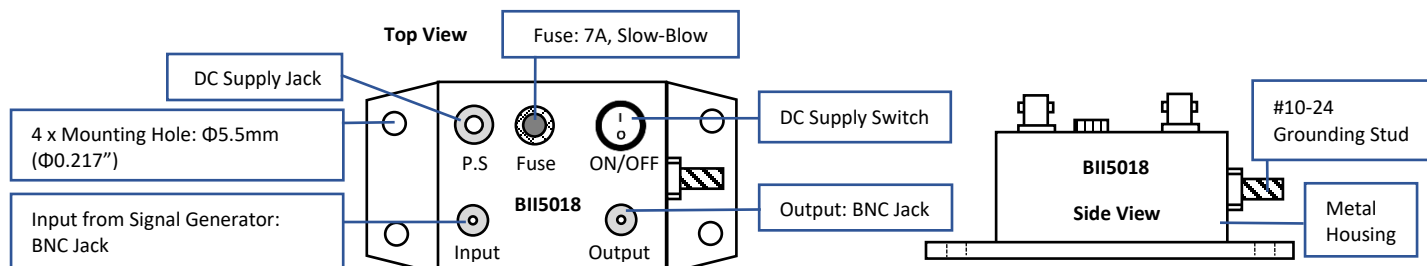 Top View
Fuse: 7A, Slow-Blow
DC Supply Jack
4 x Mounting Hole: Φ5.5mm
(Φ0.217”)
Input from Signal Generator:
BNC Jack
P.S
Fuse
ON/OFF
I
O
BII5018
Input
Output
DC Supply Switch
Output: BNC Jack
BII5018
Side View
#10-24
Grounding Stud
Metal
Housing